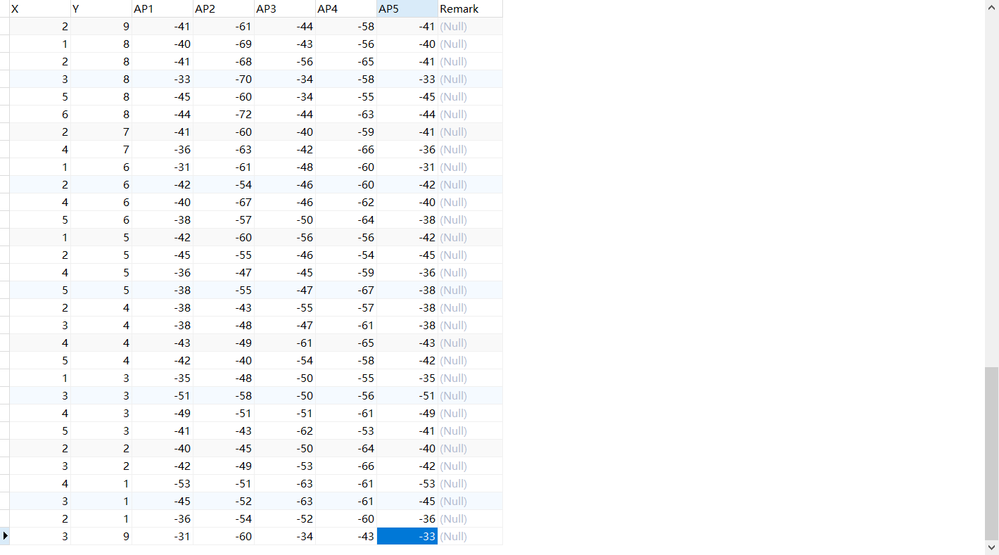 X Y AP1 AP2 AP3 AP4 AP5 Remark
2 9 -41 -61 -44 -58 -41 (Null)
1 8 -40 -69 -43 -56 -40 (Null)
2 8 -41 -68 -56 -65 -41 (Null)
3 8 -33 -70 -34 -58 -33 (Null)
5 8 -45 -60 -34 -55 -45 (Null)
6 8 -44 -72 -44 -63 -44 (Null)
2 7 -41 -60 -40 -59 -41 (Null)
4 7 -36 -63 -42 -66 -36 (Null)
1 6 -31 -61 -48 -60 -31 (Null)
2 6 -42 -54 -46 -60 -42 (Null)
4 6 -40 -67 -46 -62 -40 (Null)
5 6 -38 -57 -50 -64 -38 (Null)
1 5 -42 -60 -56 -56 -42 (Null)
2 5 -45 -55 -46 -54 -45 (Null)
4 5 -36 -47 -45 -59 -36 (Null)
5 5 -38 -55 -47 -67 -38 (Null)
2 4 -38 -43 -55 -57 -38 (Null)
3 4 -38 -48 -47 -61 -38 (Null)
4 4 -43 -49 -61 -65 -43 (Null)
5 4 -42 -40 -54 -58 -42 (Null)
1 3 -35 -48 -50 -55 -35 (Null)
3 3 -51 -58 -50 -56 -51 (Null)
4 3 -49 -51 -51 -61 -49 (Null)
5 3 -41 -43 -62 -53 -41 (Null)
2 2 -40 -45 -50 -64 -40 (Null)
3 2 -42 -49 -53 -66 -42 (Null)
4 1 -53 -51 -63 -61 -53 (Null)
3 1 -45 -52 -63 -61 -45 (Null)
2 1 -36 -54 -52 -60 -36 (Null)
3 9 -31 -60 -34 -43 -33 (Null)